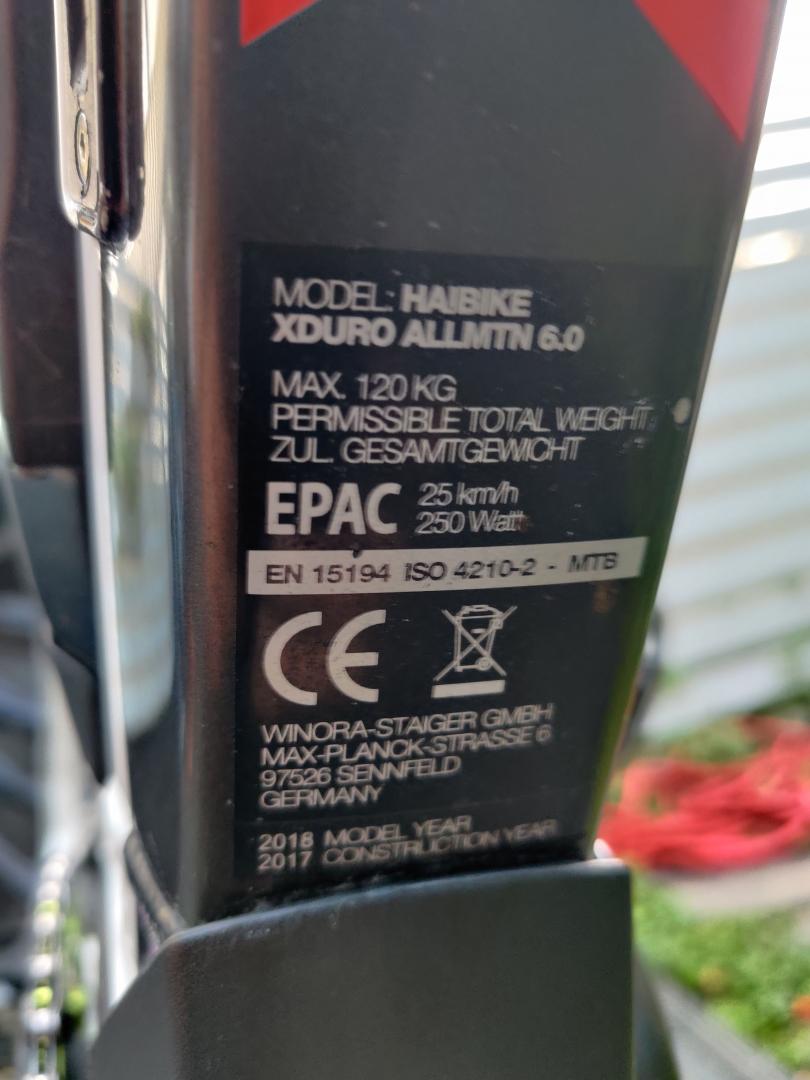 MODEL: HAIBIKE
XDURO ALLMTN 6.0
MAX. 120 KG
PERMISSIBLE TOTAL WEIGHT
ZUL. GESAMTGEWICHT
EPAC 25 km/h
250 Watt
EN 15194 ISO 4210-2 - MTB
CE
WINORA-STAIGER GMBH
MAX-PLANCK-STRASSE 6
97526 SENNFELD
GERMANY
2018 MODEL YEAR
2017 CONSTRUCTION YEAR